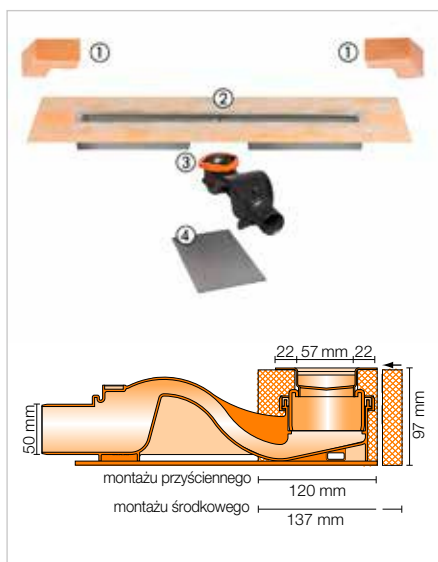 ① ①
②
③
④
22 57 mm 22
50 mm
97 mm
montażu przyściennego
120 mm
montażu środkowego
137 mm